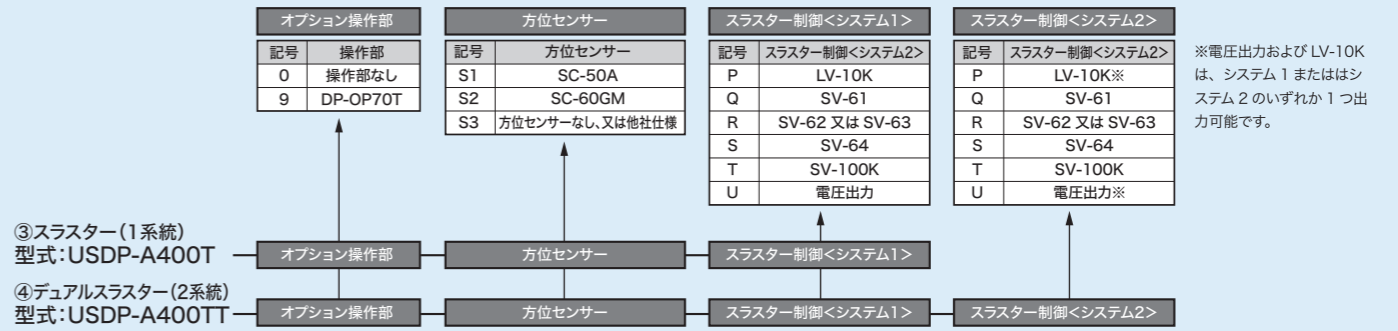 オプション操作部
記号 操作部
0 操作部なし
9 DP-OP70T
方位センサー
記号 方位センサー
S1 SC-50A
S2 SC-60GM
S3 方位センサーなし、又は他社仕様
スラスター制御<システム1>
記号 スラスター制御<システム2>
P LV-10K
Q SV-61
R SV-62 又は SV-63
S SV-64
T SV-100K
U 電圧出力
スラスター制御<システム2>
記号 スラスター制御<システム2>
P LV-10K※
Q SV-61
R SV-62 又は SV-63
S SV-64
T SV-100K
U 電圧出力※
※電圧出力および LV-10K
は、システム 1 またははシ
ステム 2 のいずれか 1 つ出
力可能です。
③スラスター(1系統)
型式:USDP-A400T オプション操作部 方位センサー スラスター制御<システム1>
④デュアルスラスター(2系統)
型式:USDP-A400TT オプション操作部 方位センサー スラスター制御<システム1> スラスター制御<システム2>